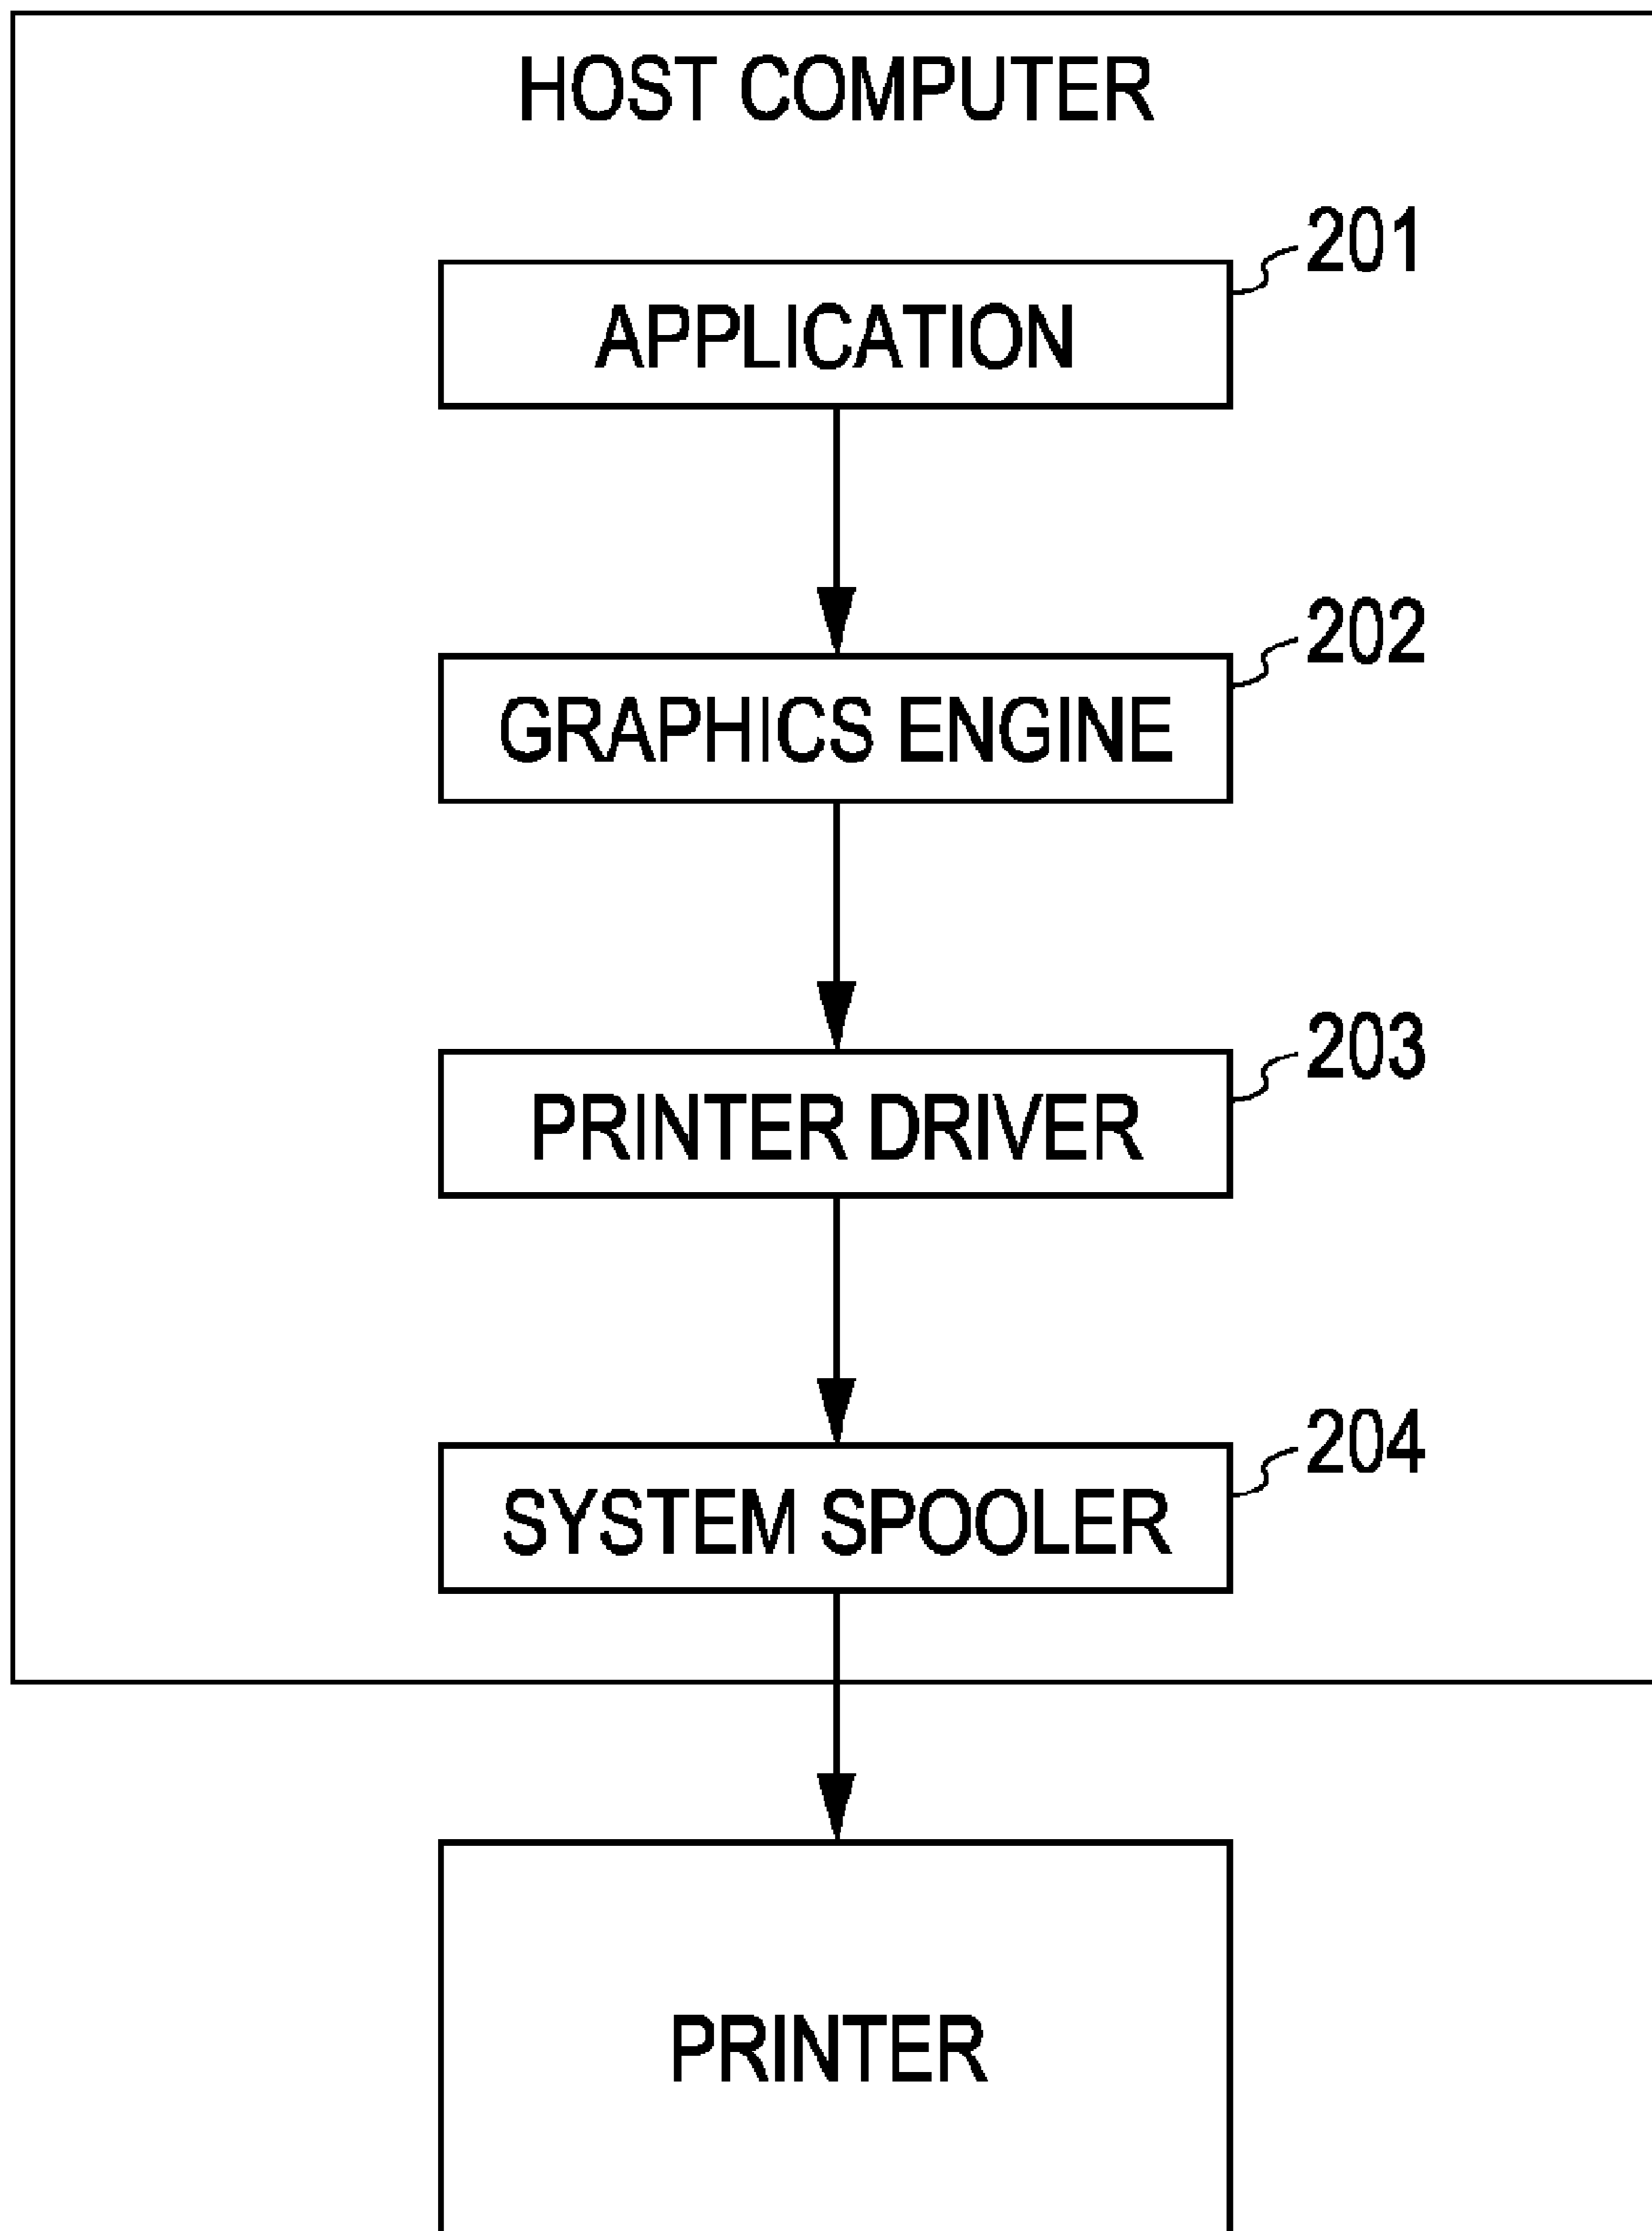 HOST COMPUTER
201
APPLICATION
202
GRAPHICS ENGINE
203
PRINTER DRIVER
204
SYSTEM SPOOLER
PRINTER